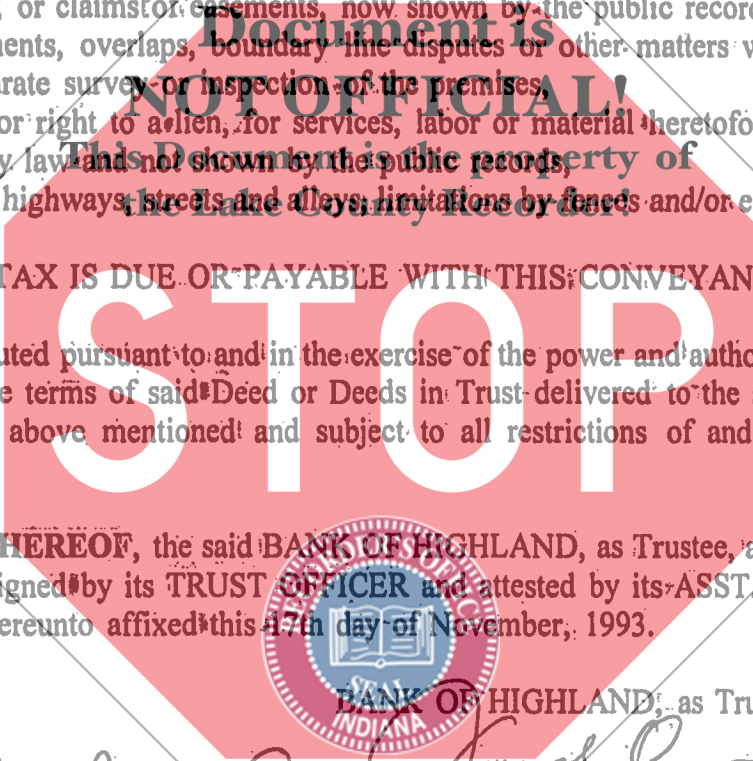 , or claims of easements, now shown by the public record
Document is
ments, overlaps, boundary line disputes or other matters
rate survey or inspection of the premises,
NOT OFFICIAL!
or right to a lien, for services, labor or material heretofo
This Document is the property of
y law and not shown by the public records,
the Lake County Recorder!
highways, streets and alleys; limitations by fences and/or e
TAX IS DUE OR PAYABLE WITH THIS CONVEYAN
STOP
uted pursuant to and in the exercise of the power and autho
e terms of said Deed or Deeds in Trust delivered to the
above mentioned and subject to all restrictions of and
HEREOF, the said BANK OF HIGHLAND, as Trustee, a
igned by its TRUST OFFICER and attested by its ASST.
ereunto affixed this 17th day of November, 1993.
RECORDER'S OFFICE
SEAL
INDIANA
BANK OF HIGHLAND, as Tru